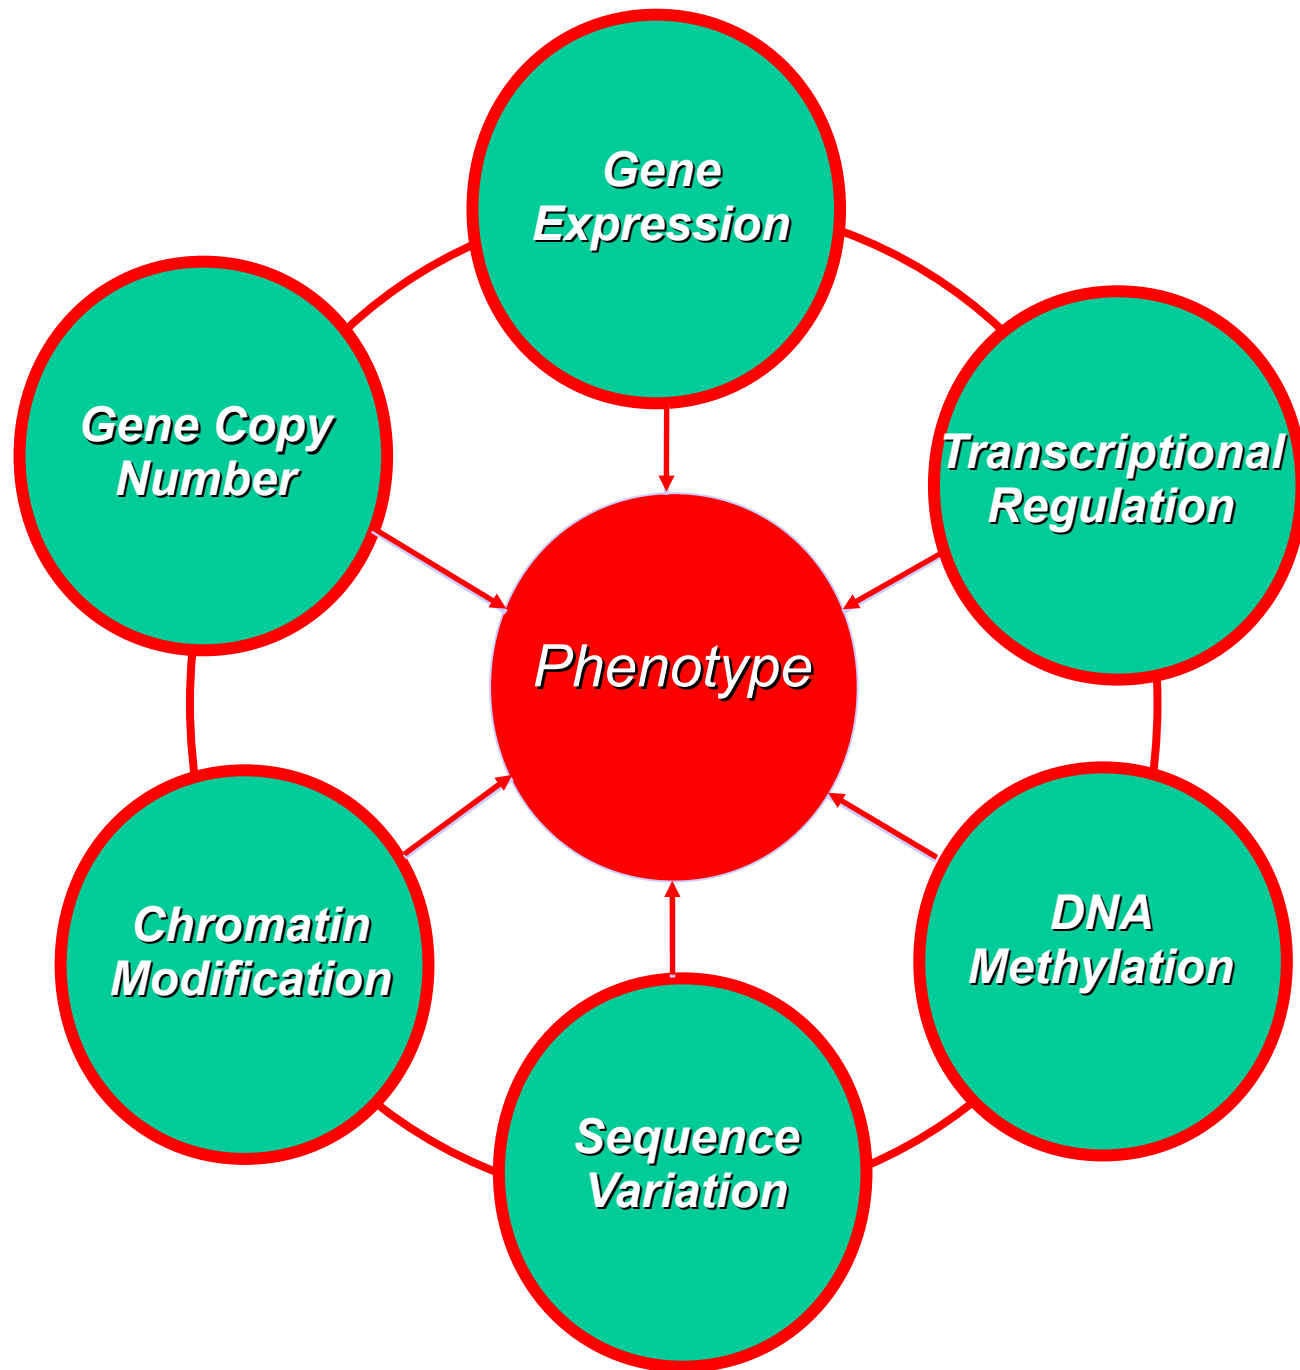 Gene
Expression
Gene Copy
Number
Transcriptional
Regulation
Phenotype
Chromatin
Modification
DNA
Methylation
Sequence
Variation